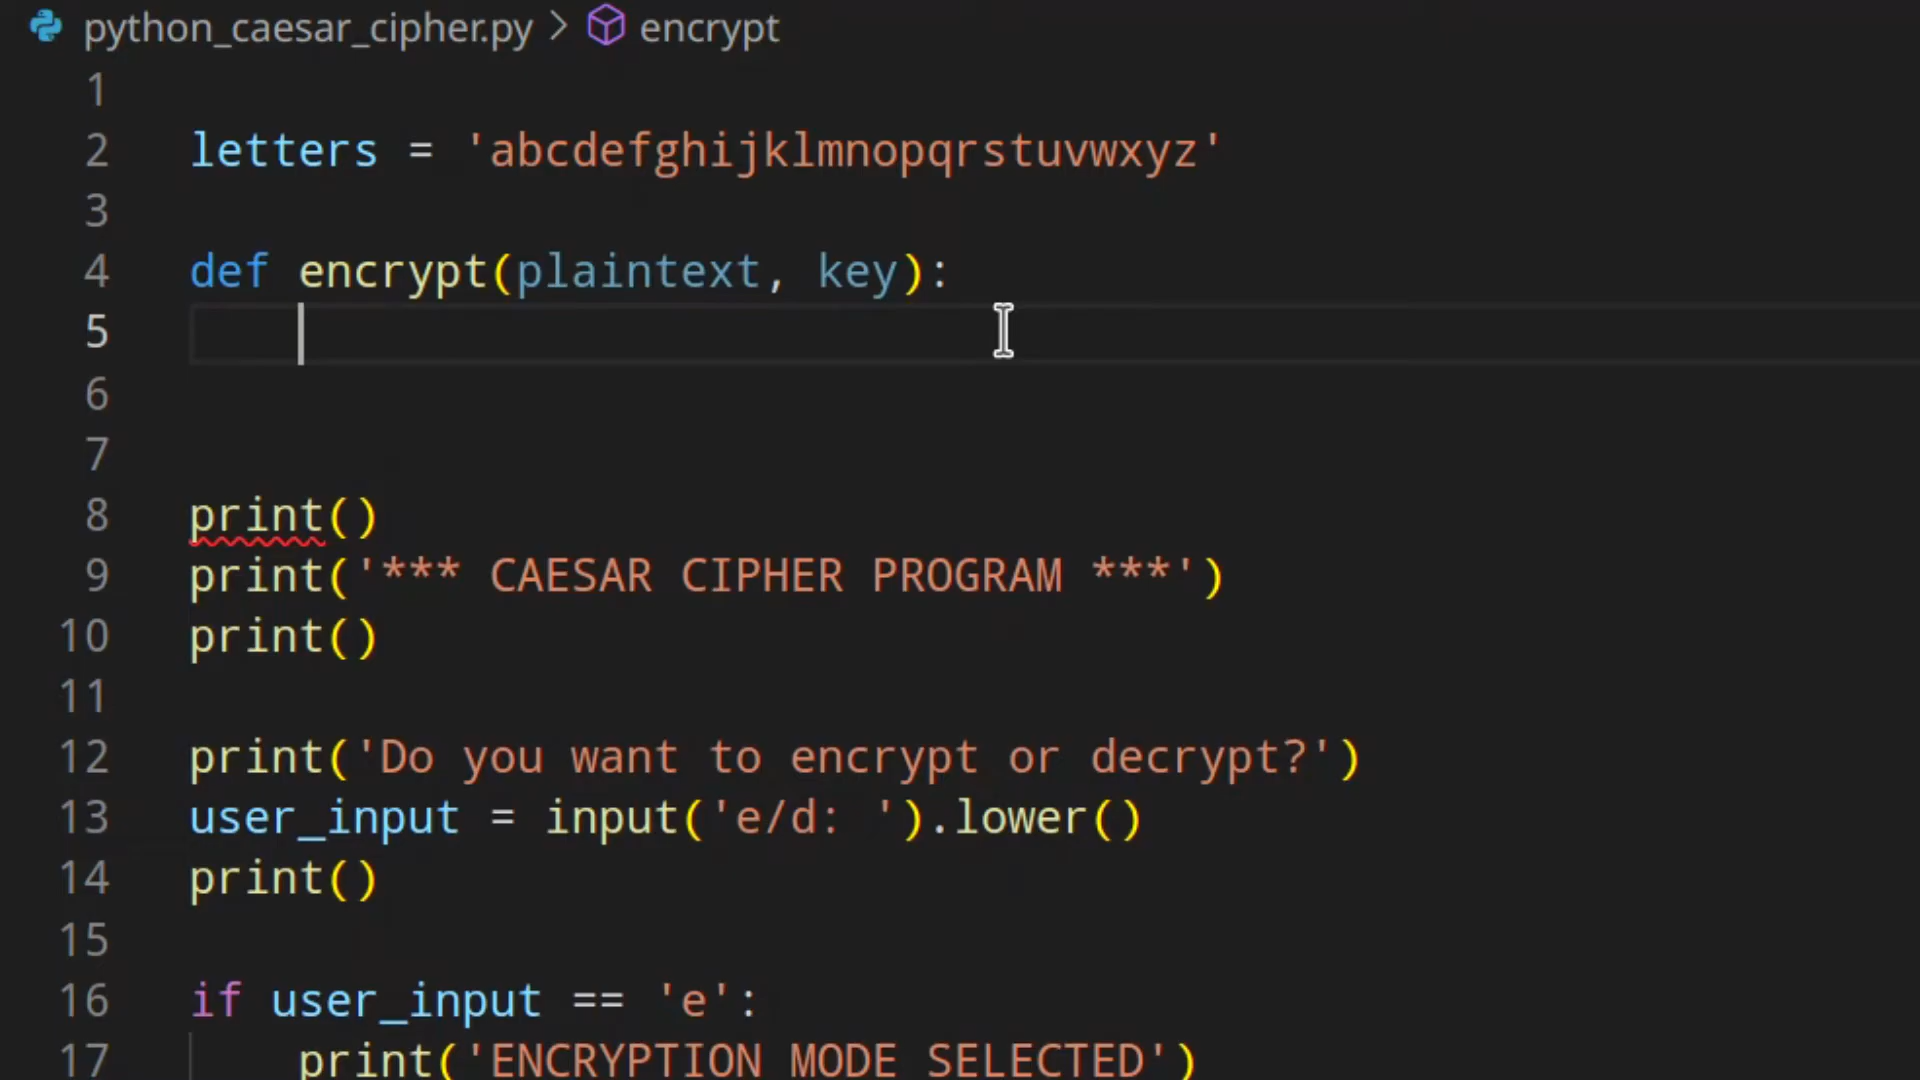 python_caesar_cipher.py > encrypt
1
2 letters = 'abcdefghijklmnopqrstuvwxyz'
3
4 def encrypt(plaintext, key):
5
6
7
8 print()
9 print('*** CAESAR CIPHER PROGRAM ***')
10 print()
11
12 print('Do you want to encrypt or decrypt?')
13 user_input = input('e/d: ').lower()
14 print()
15
16 if user_input == 'e':
17     print('ENCRYPTION MODE SELECTED')